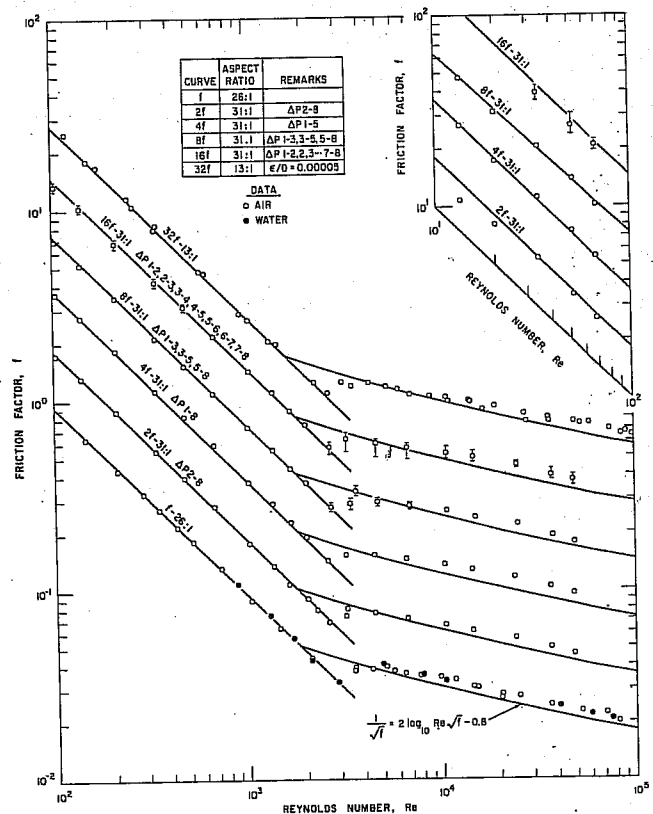 10²
CURVE ASPECT RATIO REMARKS
f 26:1
2f 31:1 ΔP2-8
4f 31:1 ΔP1-5
8f 31.1 ΔP1-3,3-5,5-8
16f 31:1 ΔP1-2,2,3--7-8
32f 13:1 ϵ/D = 0.00005
DATA
□ AIR
● WATER
10²
16f-31:1
8f-31:1
4f-31:1
2f-31:1
10¹
FRICTION FACTOR, f
10¹
REYNOLDS NUMBER, Re
10²
10¹
10⁰
10⁻¹
10⁻²
FRICTION FACTOR, f
32f-13:1
16f-31:1 ΔP1-2,2-3,3-4,4-5,5-6,6-7,7-8
8f-31:1 ΔP1-3,3-5,5-8
4f-31:1 ΔP1-8
2f-31:1 ΔP2-8
f-26:1
1/√f = 2 log₁₀ Re √f - 0.8
10²
10³
10⁴
10⁵
REYNOLDS NUMBER, Re